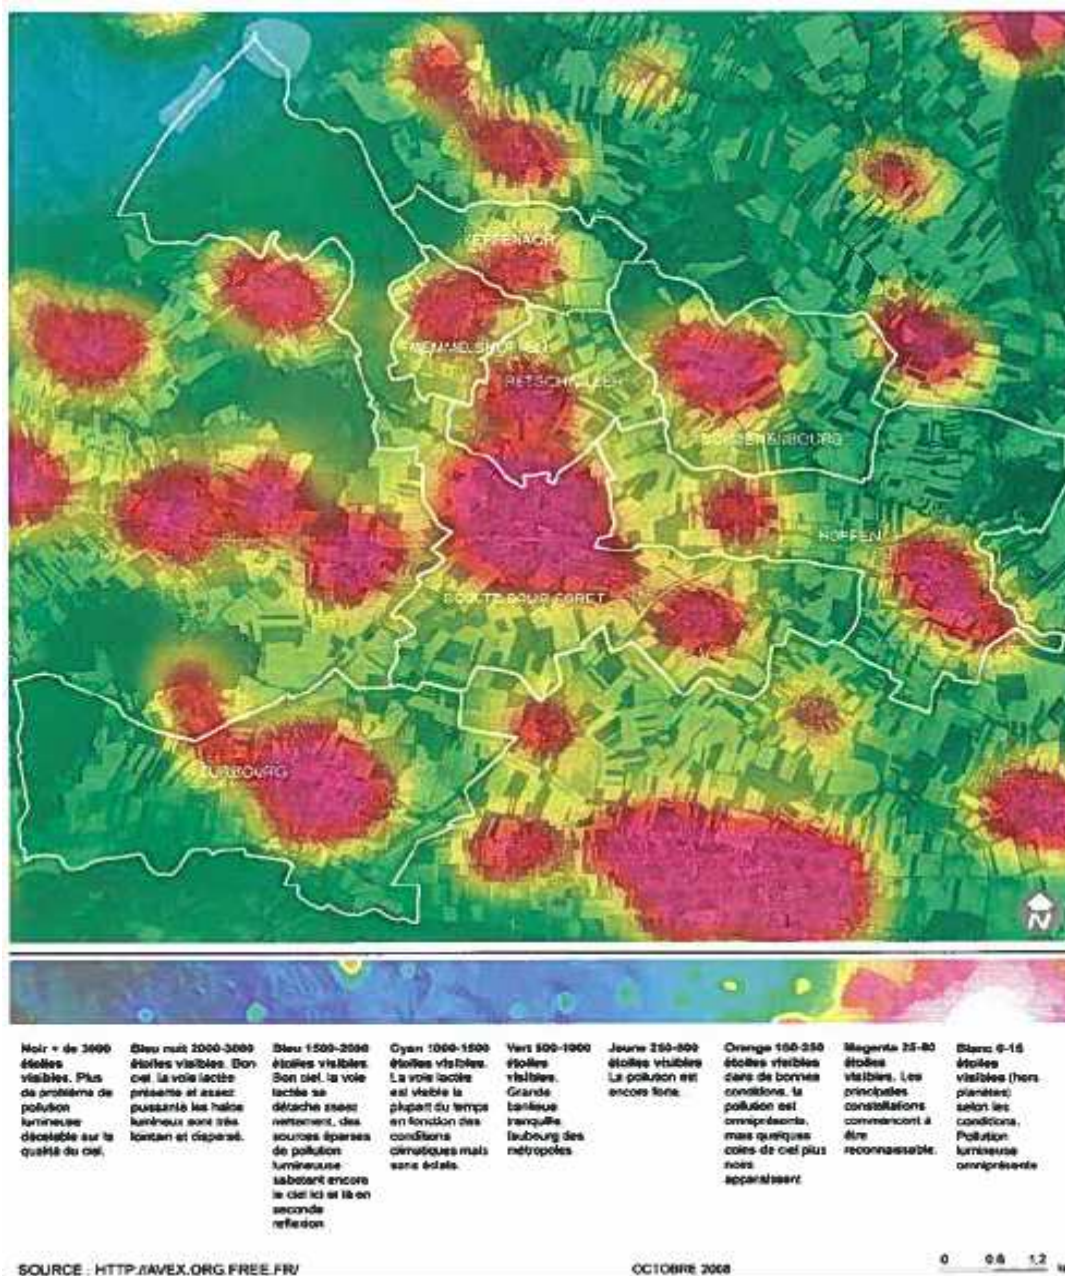 RETSCHWILLER
HOFFEN
SOULTZ SOUS FORET
SURBOURG
N
Noir + de 3000
étoiles
visibles. Plus
de problème de
pollution
lumineuse
décelable sur la
qualité du ciel.
Bleu nuit 2000-3000
étoiles visibles. Bon
ciel, la voie lactée
présente et assez
puissante les halos
lumineux sont très
lointain et dispersé.
Bleu 1500-2000
étoiles visibles.
Bon ciel, la voie
lactée se
détache assez
nettement, des
sources éparses
de pollution
lumineuse
sabotent encore
le ciel ici et là en
seconde
reflexion
Cyan 1000-1500
étoiles visibles.
La voie lactée
est visible la
plupart du temps
en fonction des
conditions
climatiques mais
sans éclats.
Vert 500-1000
étoiles
visibles.
Grande
banlieue
tranquille
faubourg des
métropoles
Jaune 250-500
étoiles visibles
La pollution est
encore forte.
Orange 100-250
étoiles visibles
dans de bonnes
conditions, la
pollution est
omniprésente,
mais quelques
coins de ciel plus
noirs
apparaissent
Magenta 25-80
étoiles
visibles. Les
principales
constellations
commencent à
être
reconnaissable.
Blanc 0-15
étoiles
visibles (hors
planètes)
selon les
conditions.
Pollution
lumineuse
omniprésente
SOURCE : HTTP://AVEX.ORG.FREE.FR/
OCTOBRE 2008
0 0.6 1.2